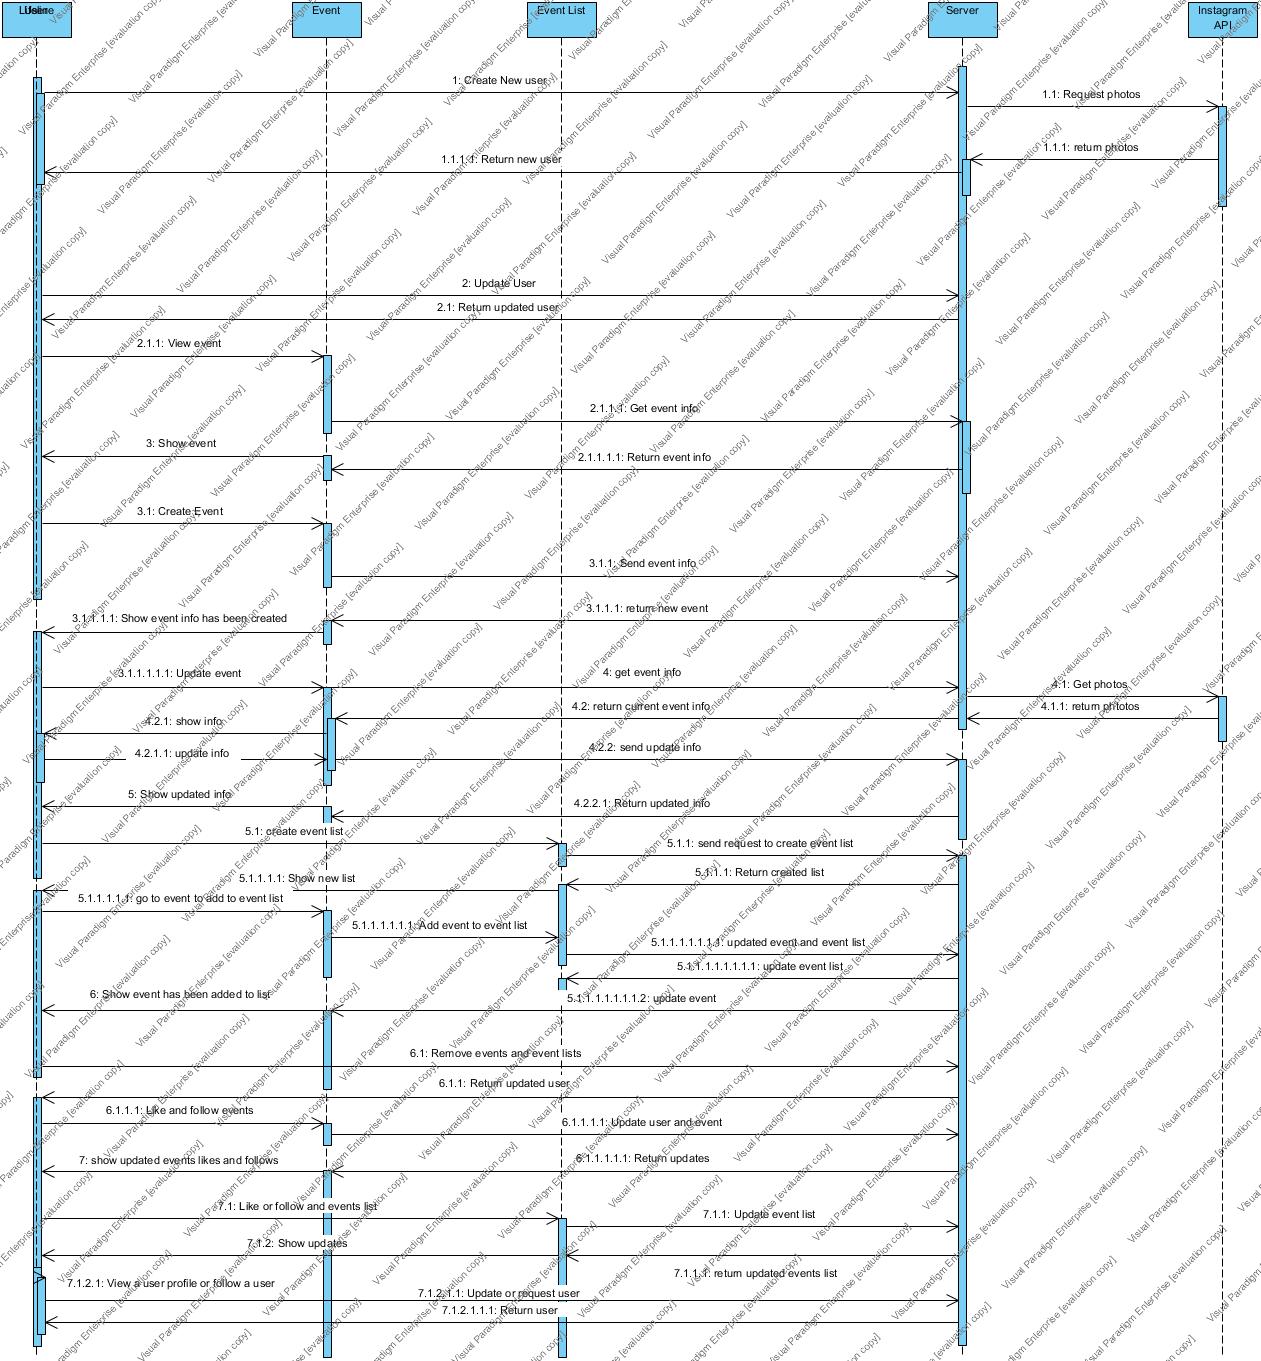 Event
Event List
Server
Instagram
API
1: Create New user
1.1: Request photos
1.1.1: return photos
1.1.1.1: Return new user
2: Update User
2.1: Return updated user
2.1.1: View event
2.1.1.1: Get event info
3: Show event
2.1.1.1.1: Return event info
3.1: Create Event
3.1.1: Send event info
3.1.1.1: return new event
3.1.1.1.1: Show event info has been created
3.1.1.1.1.1: Update event
4: get event info
4.1: Get photos
4.2: return current event info
4.1.1: return phtotos
4.2.1: show info
4.2.1.1: update info
4.2.2: send update info
5: Show updated info
4.2.2.1: Return updated info
5.1: create event list
5.1.1: send request to create event list
5.1.1.1: Return created list
5.1.1.1.1: Show new list
5.1.1.1.1.1: go to event to add to event list
5.1.1.1.1.1.1: Add event to event list
5.1.1.1.1.1.1.1: updated event and event list
5.1.1.1.1.1.1.1.1: update event list
6: Show event has been added to list
5.1.1.1.1.1.1.1.2: update event
6.1: Remove events and event lists
6.1.1: Return updated user
6.1.1.1: Like and follow events
6.1.1.1.1: Update user and event
7: show updated events likes and follows
6.1.1.1.1.1: Return updates
7.1: Like or follow and events list
7.1.1: Update event list
7.1.2: Show updates
7.1.1.1: return updated events list
7.1.2.1: View a user profile or follow a user
7.1.2.1.1: Update or request user
7.1.2.1.1.1: Return user
Visual Paradigm Enterprise [evaluation copy]